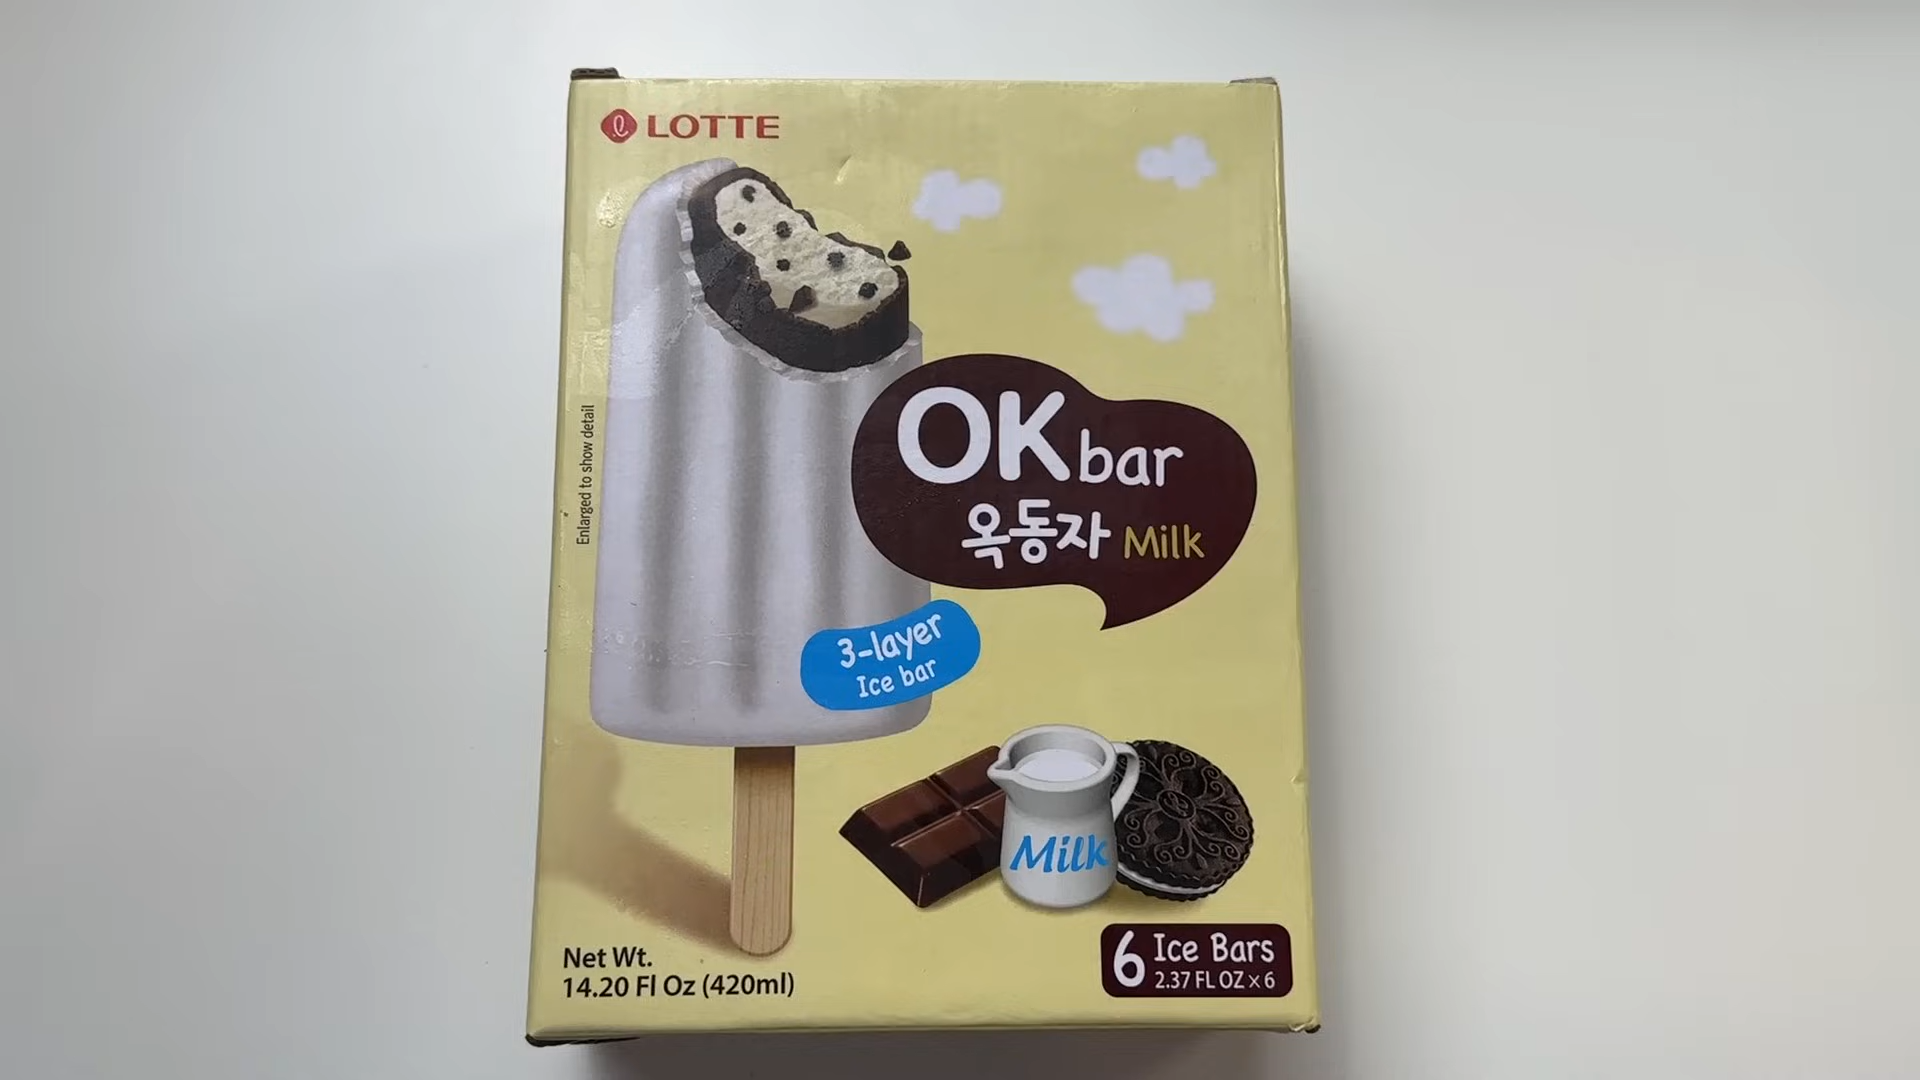 LOTTE
Enlarged to show detail
OK bar
옥동자 Milk
3-layer
Ice bar
Milk
Net Wt.
14.20 Fl Oz (420ml)
6 Ice Bars
2.37 FL OZ x 6